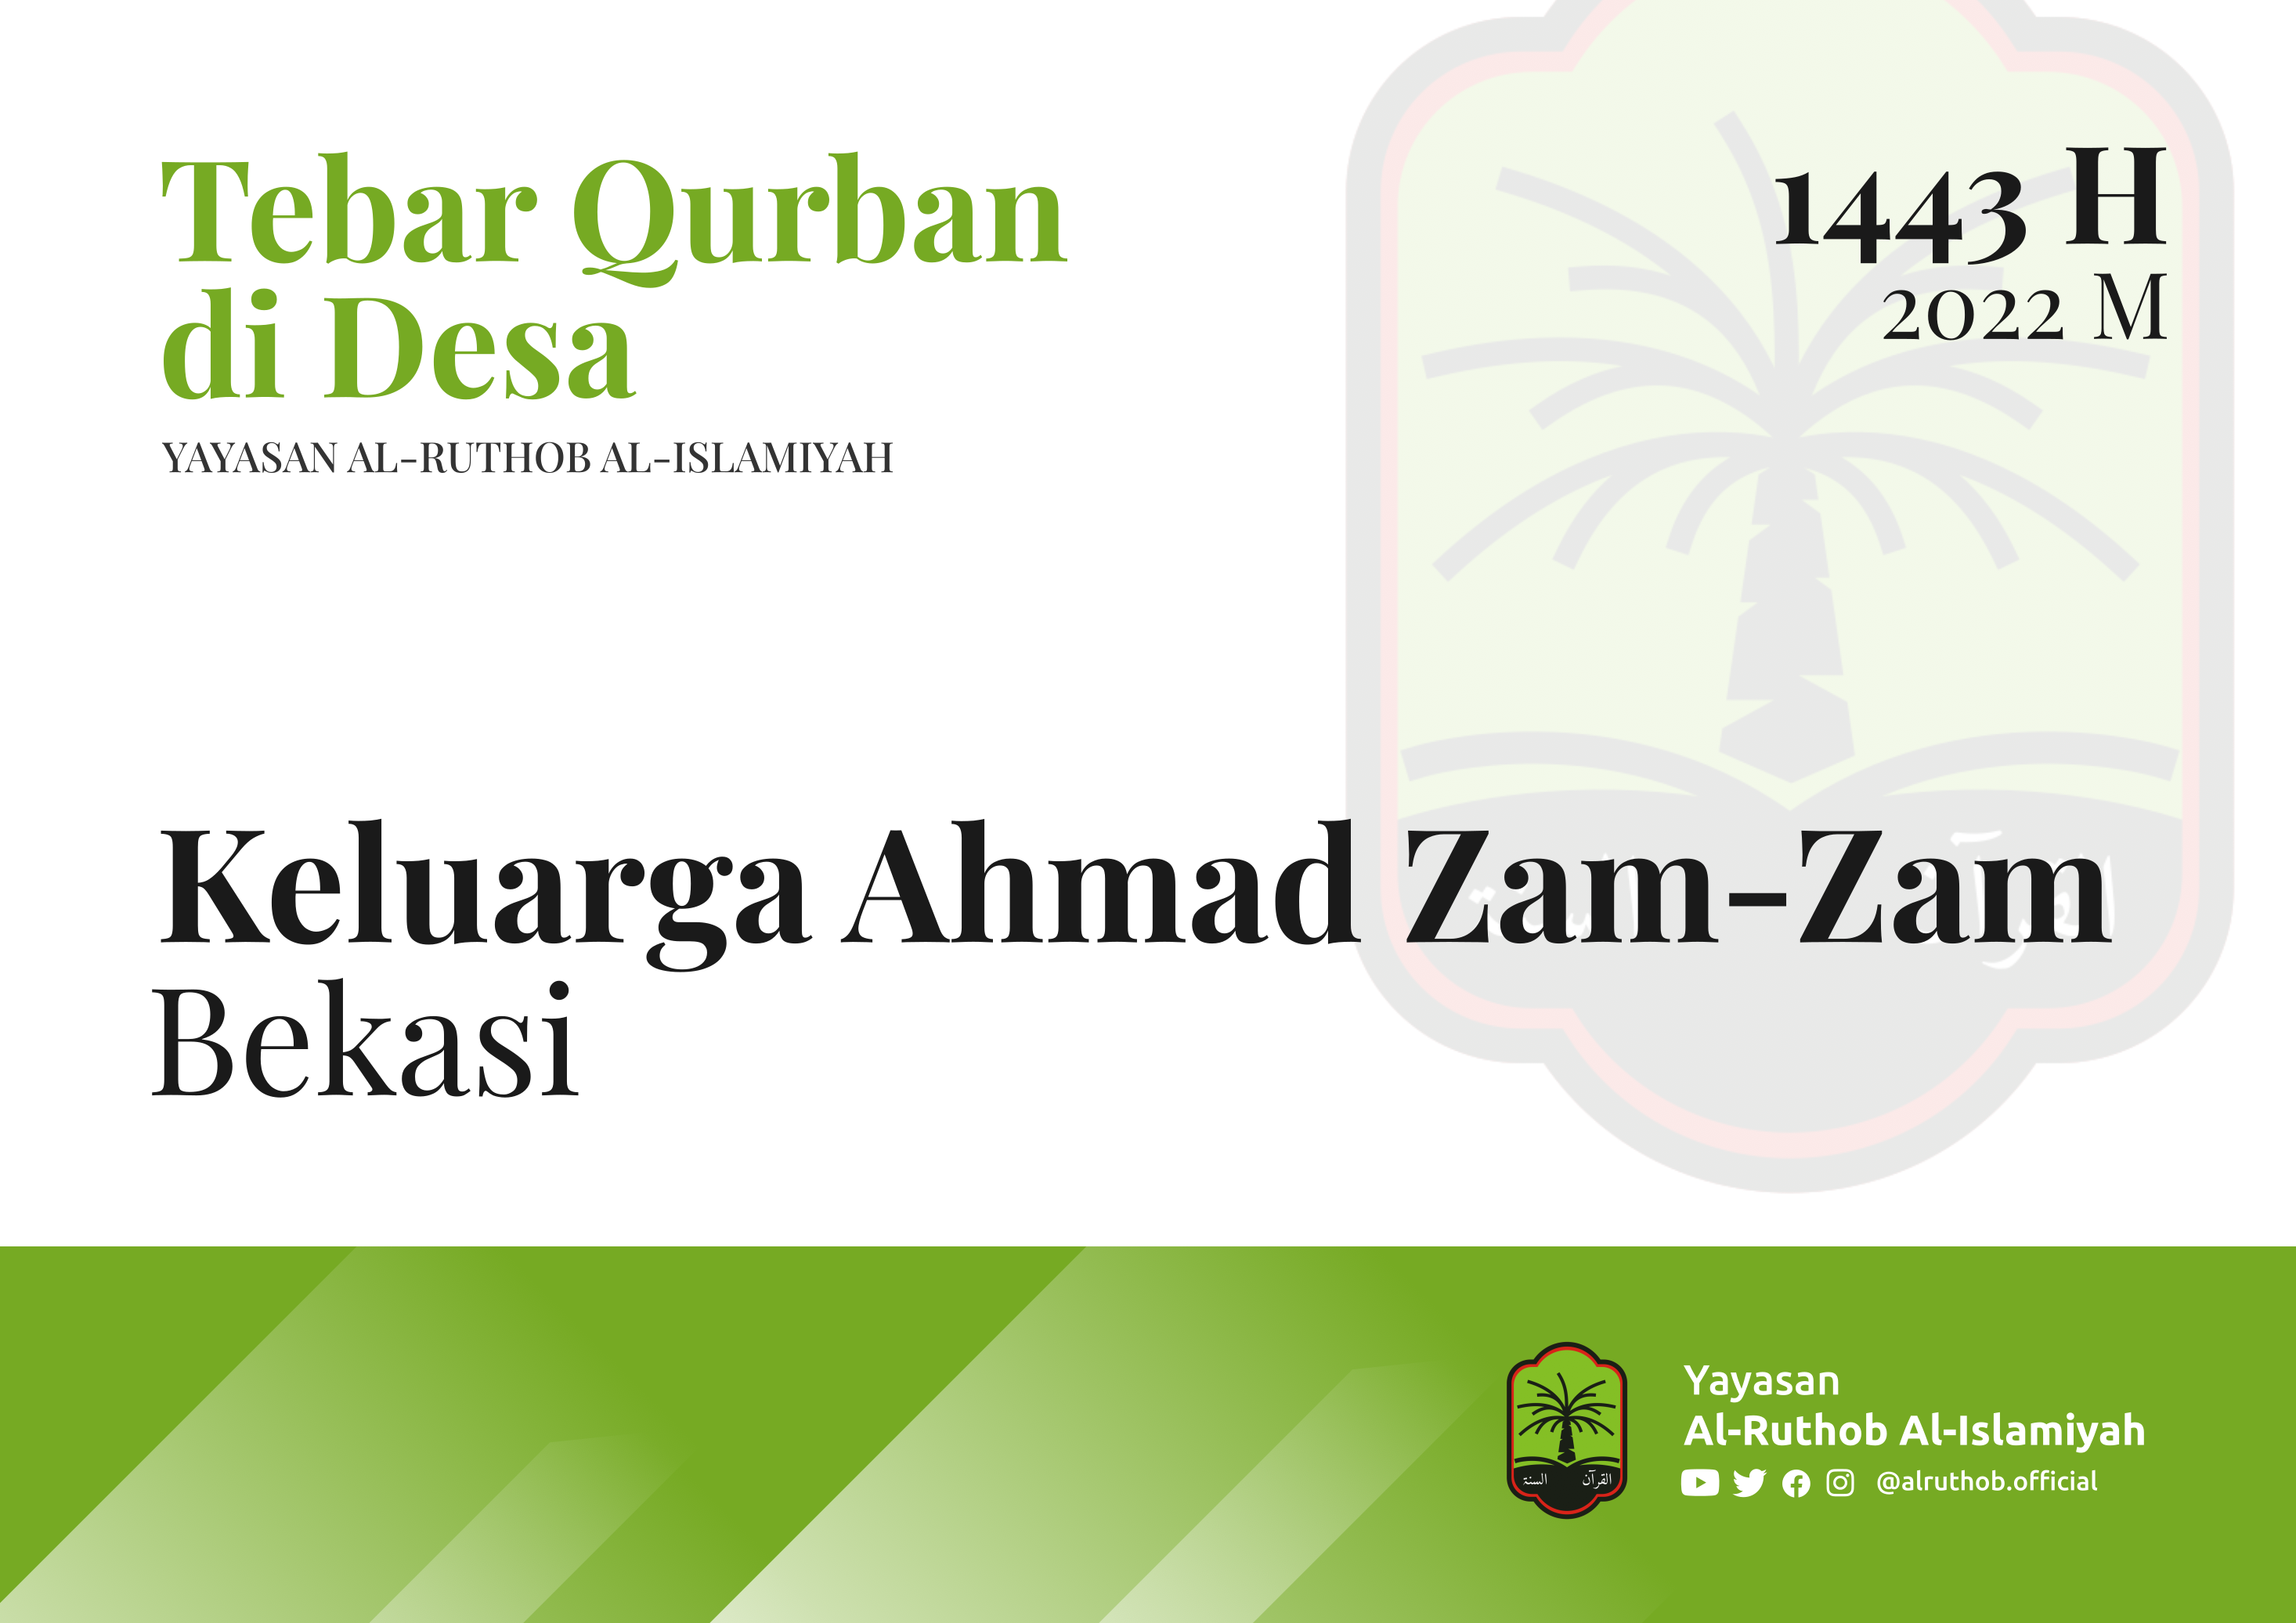 Tebar Qurban
di Desa
YAYASAN AL-RUTHOB AL-ISLAMIYAH
1443 H
2022 M
Keluarga Ahmad Zam-Zam
Bekasi
القرآن
السنة
Yayasan
Al-Ruthob Al-Islamiyah
@alruthob.official